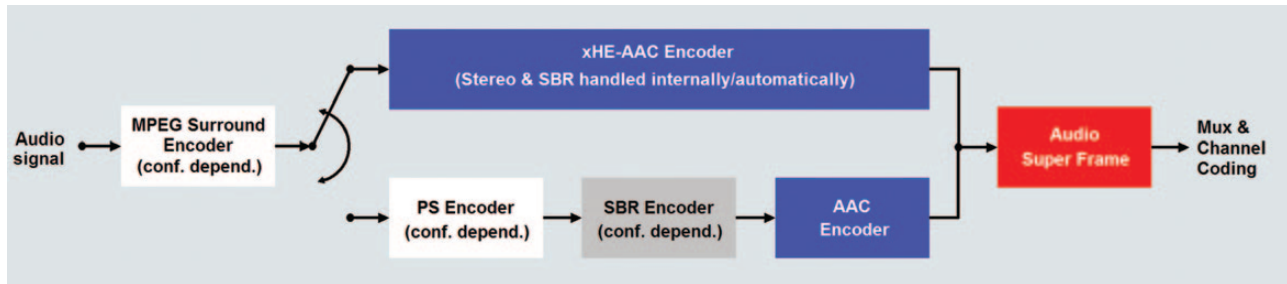 Audio
signal
MPEG Surround
Encoder
(conf. depend.)
xHE-AAC Encoder
(Stereo & SBR handled internally/automatically)
PS Encoder
(conf. depend.)
SBR Encoder
(conf. depend.)
AAC
Encoder
Audio
Super Frame
Mux &
Channel
Coding